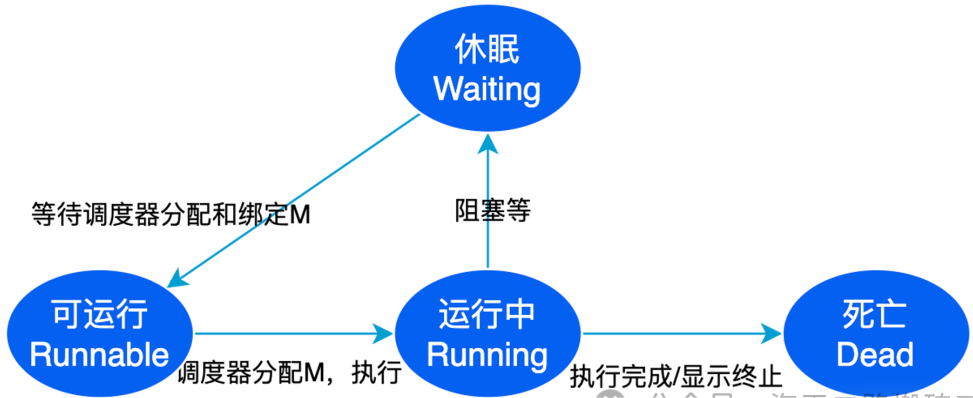 休眠
Waiting
等待调度器分配和绑定M
阻塞等
可运行
Runnable
运行中
Running
死亡
Dead
调度器分配M，执行
执行完成/显示终止